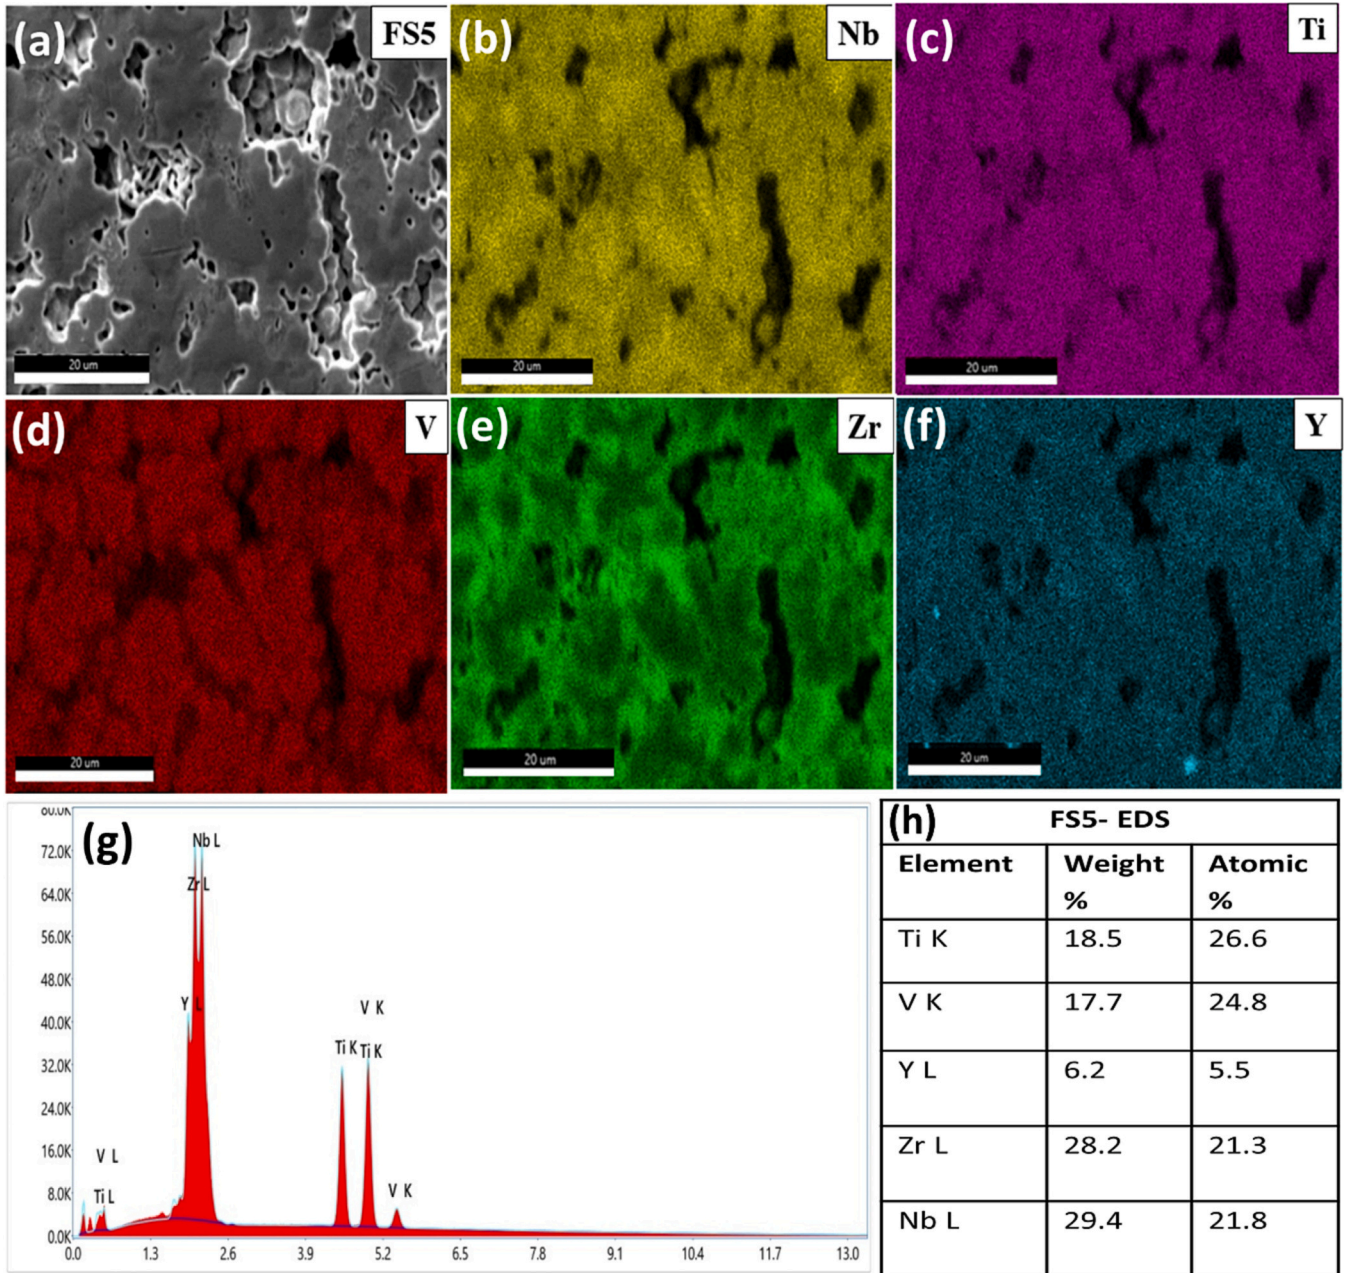 (a) FS5
(b) Nb
(c) Ti
20 um
20 um
20 um
(d) V
(e) Zr
(f) Y
20 um
20 um
20 um
(g)
80.0K
72.0K
64.0K
56.0K
48.0K
40.0K
32.0K
24.0K
16.0K
8.0K
0.0K
Nb L
Zr L
Y L
V K
Ti K Ti K
V L
Ti L
V K
0.0 1.3 2.6 3.9 5.2 6.5 7.8 9.1 10.4 11.7 13.0
(h) FS5- EDS
Element Weight % Atomic %
Ti K 18.5 26.6
V K 17.7 24.8
Y L 6.2 5.5
Zr L 28.2 21.3
Nb L 29.4 21.8